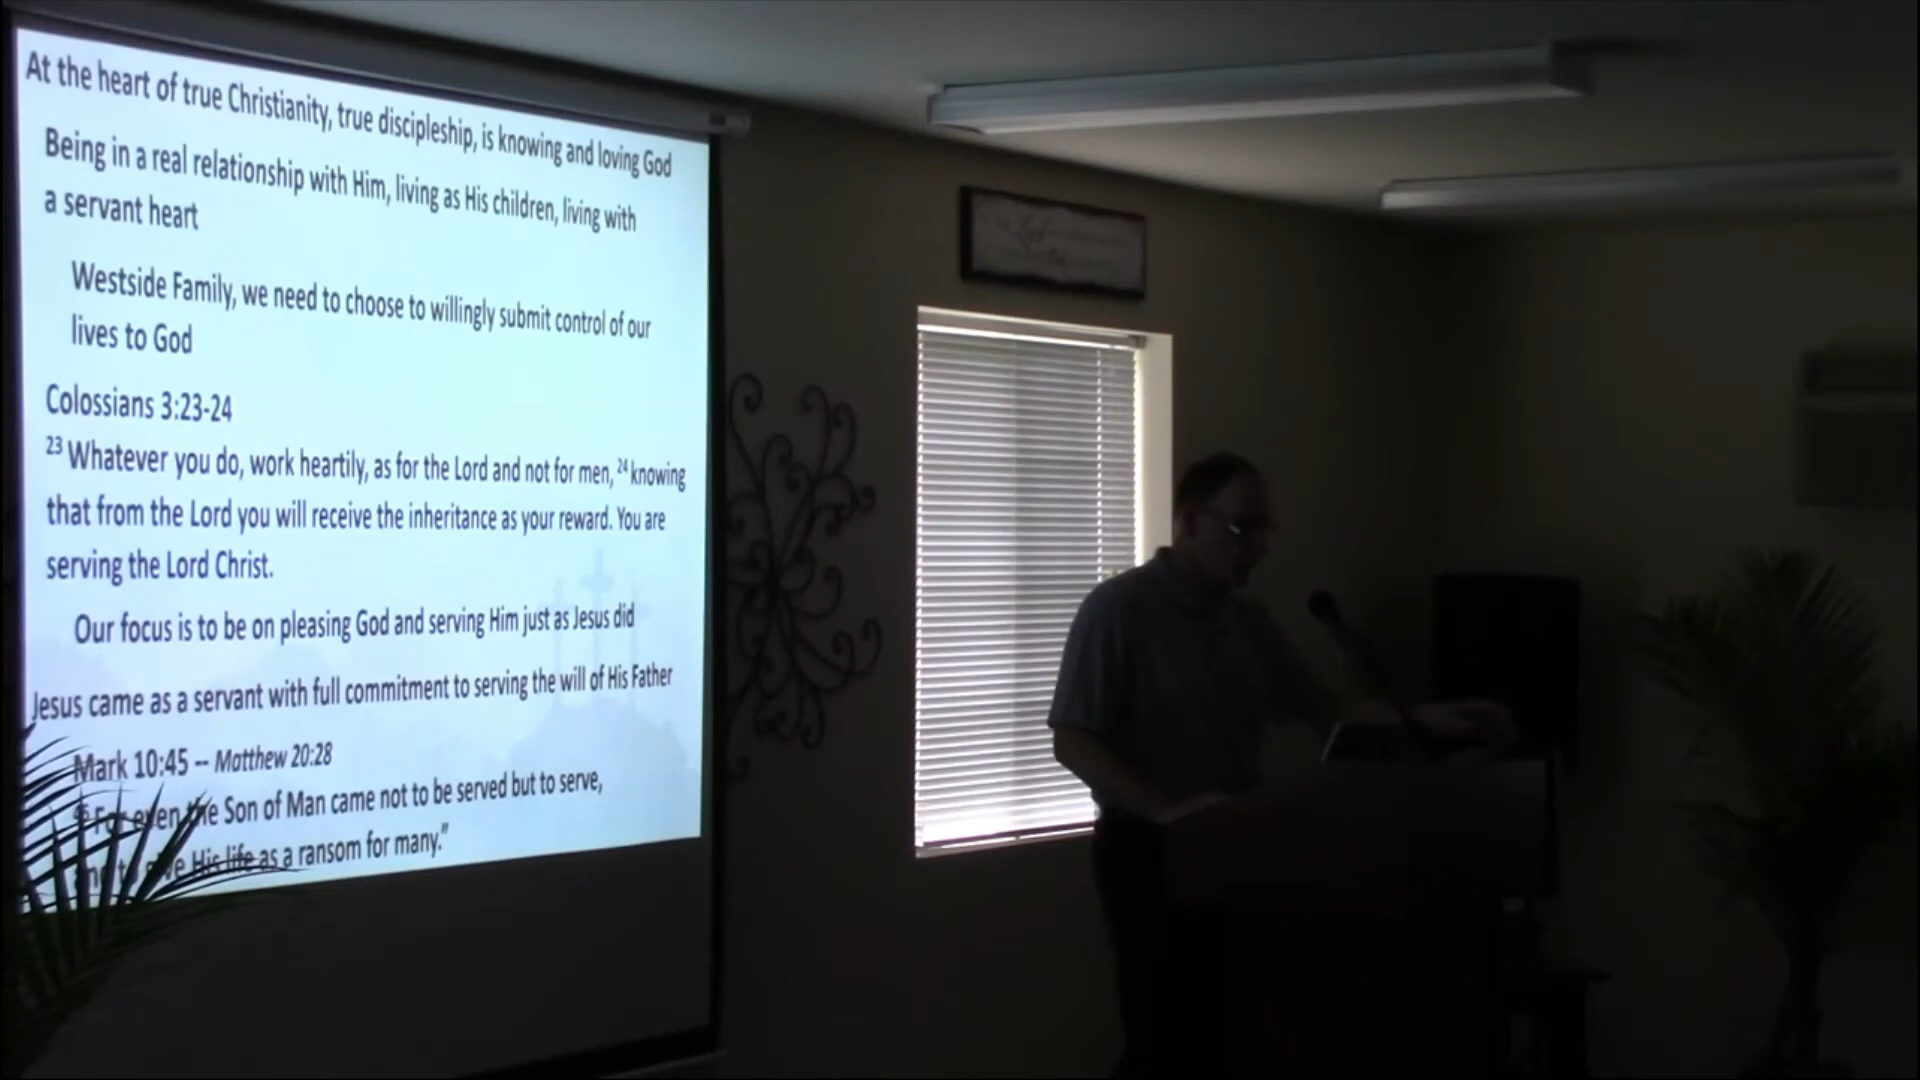 At the heart of true Christianity, true discipleship, is knowing and loving God
Being in a real relationship with Him, living as His children, living with
a servant heart
Westside Family, we need to choose to willingly submit control of our
lives to God
Colossians 3:23-24
23 Whatever you do, work heartily, as for the Lord and not for men, 24 knowing
that from the Lord you will receive the inheritance as your reward. You are
serving the Lord Christ.
Our focus is to be on pleasing God and serving Him just as Jesus did
Jesus came as a servant with full commitment to serving the will of His Father
Mark 10:45 -- Matthew 20:28
For even the Son of Man came not to be served but to serve,
and to give His life as a ransom for many."